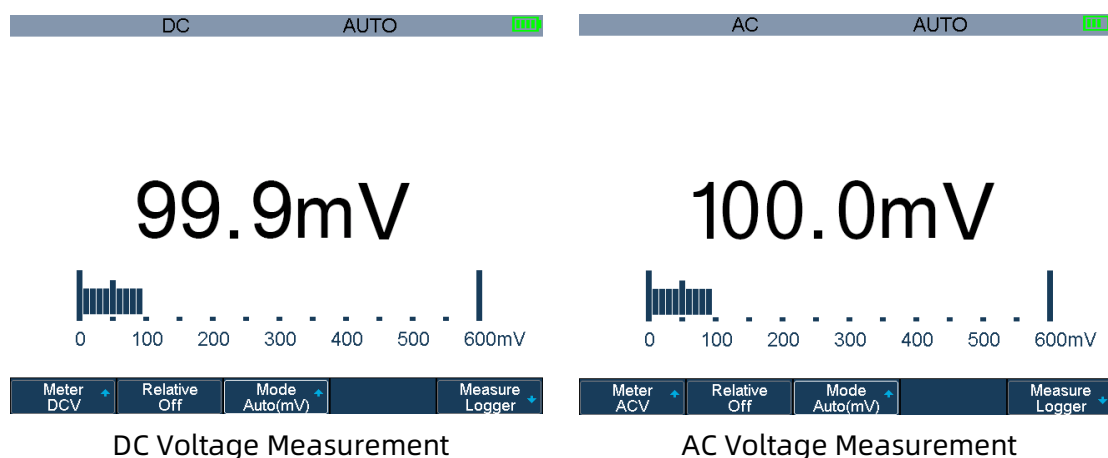 DC AUTO
99.9mV
0 100 200 300 400 500 600mV
Meter DCV Relative Off Mode Auto(mV) Measure Logger
DC Voltage Measurement
AC AUTO
100.0mV
0 100 200 300 400 500 600mV
Meter ACV Relative Off Mode Auto(mV) Measure Logger
AC Voltage Measurement